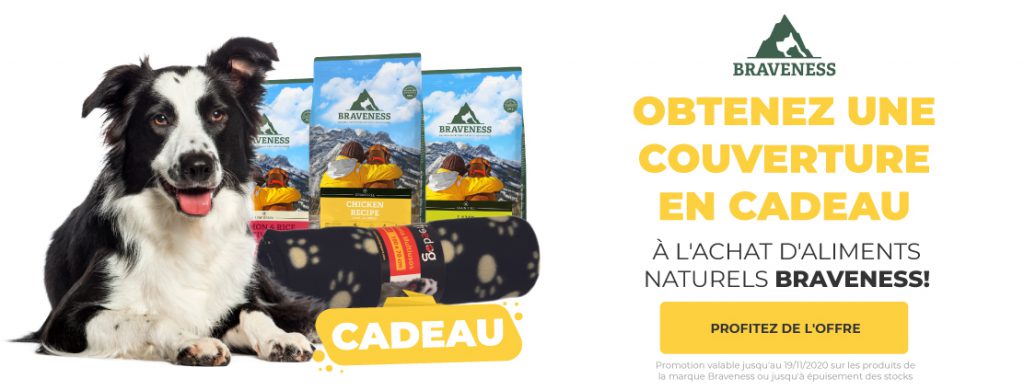 BRAVENESS
OBTENEZ UNE
COUVERTURE
EN CADEAU
À L'ACHAT D'ALIMENTS
NATURELS BRAVENESS!
PROFITEZ DE L'OFFRE
Promotion valable jusqu'au 19/11/2020 sur les produits de
la marque Braveness ou jusqu'à épuisement des stocks
BRAVENESS
BRAVENESS
BRAVENESS
CHICKEN
RECIPE
& RICE
CADEAU